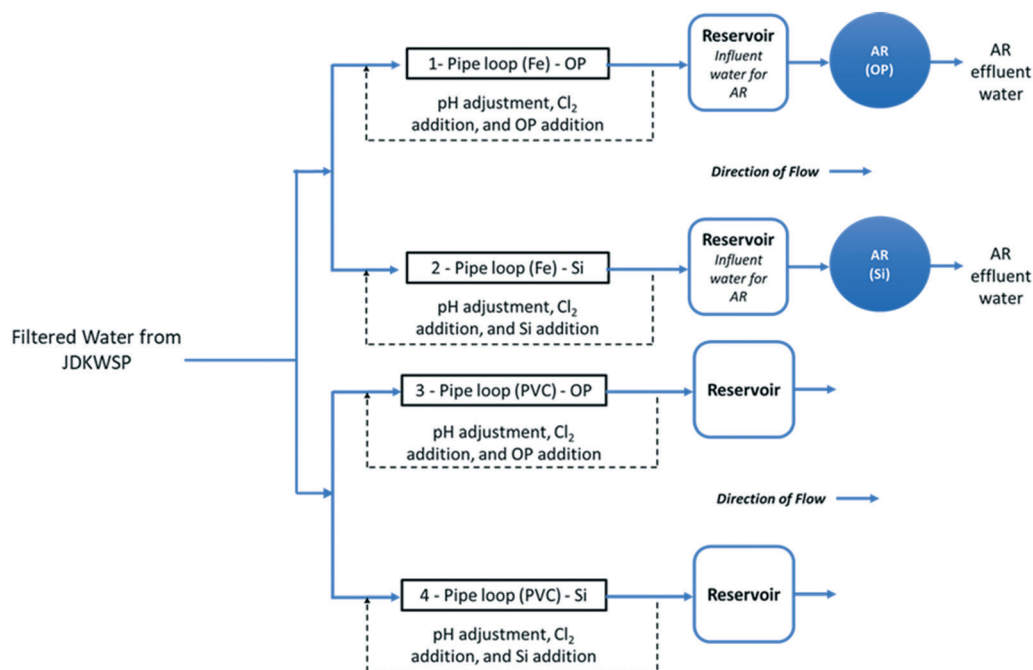 1- Pipe loop (Fe) - OP
pH adjustment, Cl₂
addition, and OP addition
Reservoir
Influent
water for
AR
AR
(OP)
AR
effluent
water
Direction of Flow
2 - Pipe loop (Fe) - Si
pH adjustment, Cl₂
addition, and Si addition
Reservoir
Influent
water for
AR
AR
(Si)
AR
effluent
water
Filtered Water from
JDKWSP
3 - Pipe loop (PVC) - OP
pH adjustment, Cl₂
addition, and OP addition
Reservoir
Direction of Flow
4 - Pipe loop (PVC) - Si
pH adjustment, Cl₂
addition, and Si addition
Reservoir